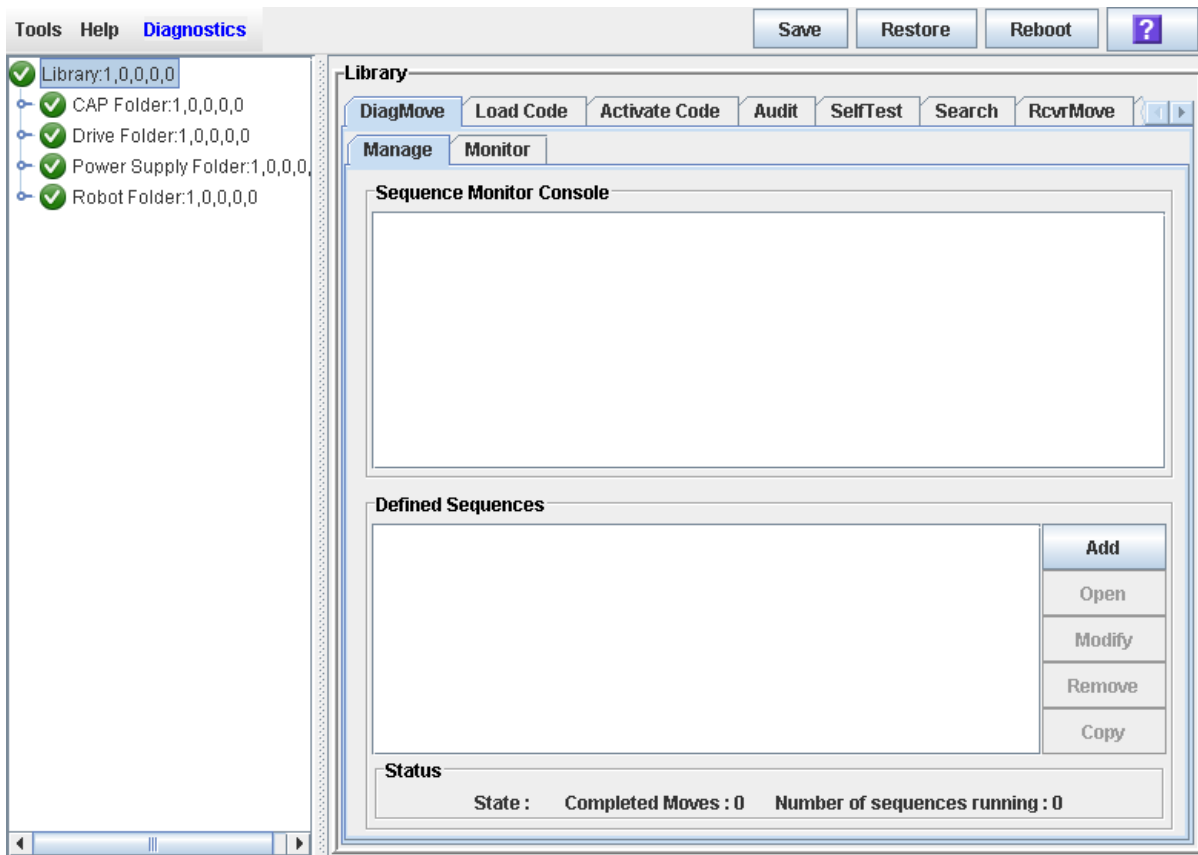 Tools Help Diagnostics Save Restore Reboot ?
Library:1,0,0,0,0
CAP Folder:1,0,0,0,0
Drive Folder:1,0,0,0,0
Power Supply Folder:1,0,0,0,
Robot Folder:1,0,0,0,0
Library
DiagMove Load Code Activate Code Audit SelfTest Search RcvrMove
Manage Monitor
Sequence Monitor Console
Defined Sequences
Add
Open
Modify
Remove
Copy
Status
State : Completed Moves : 0 Number of sequences running : 0